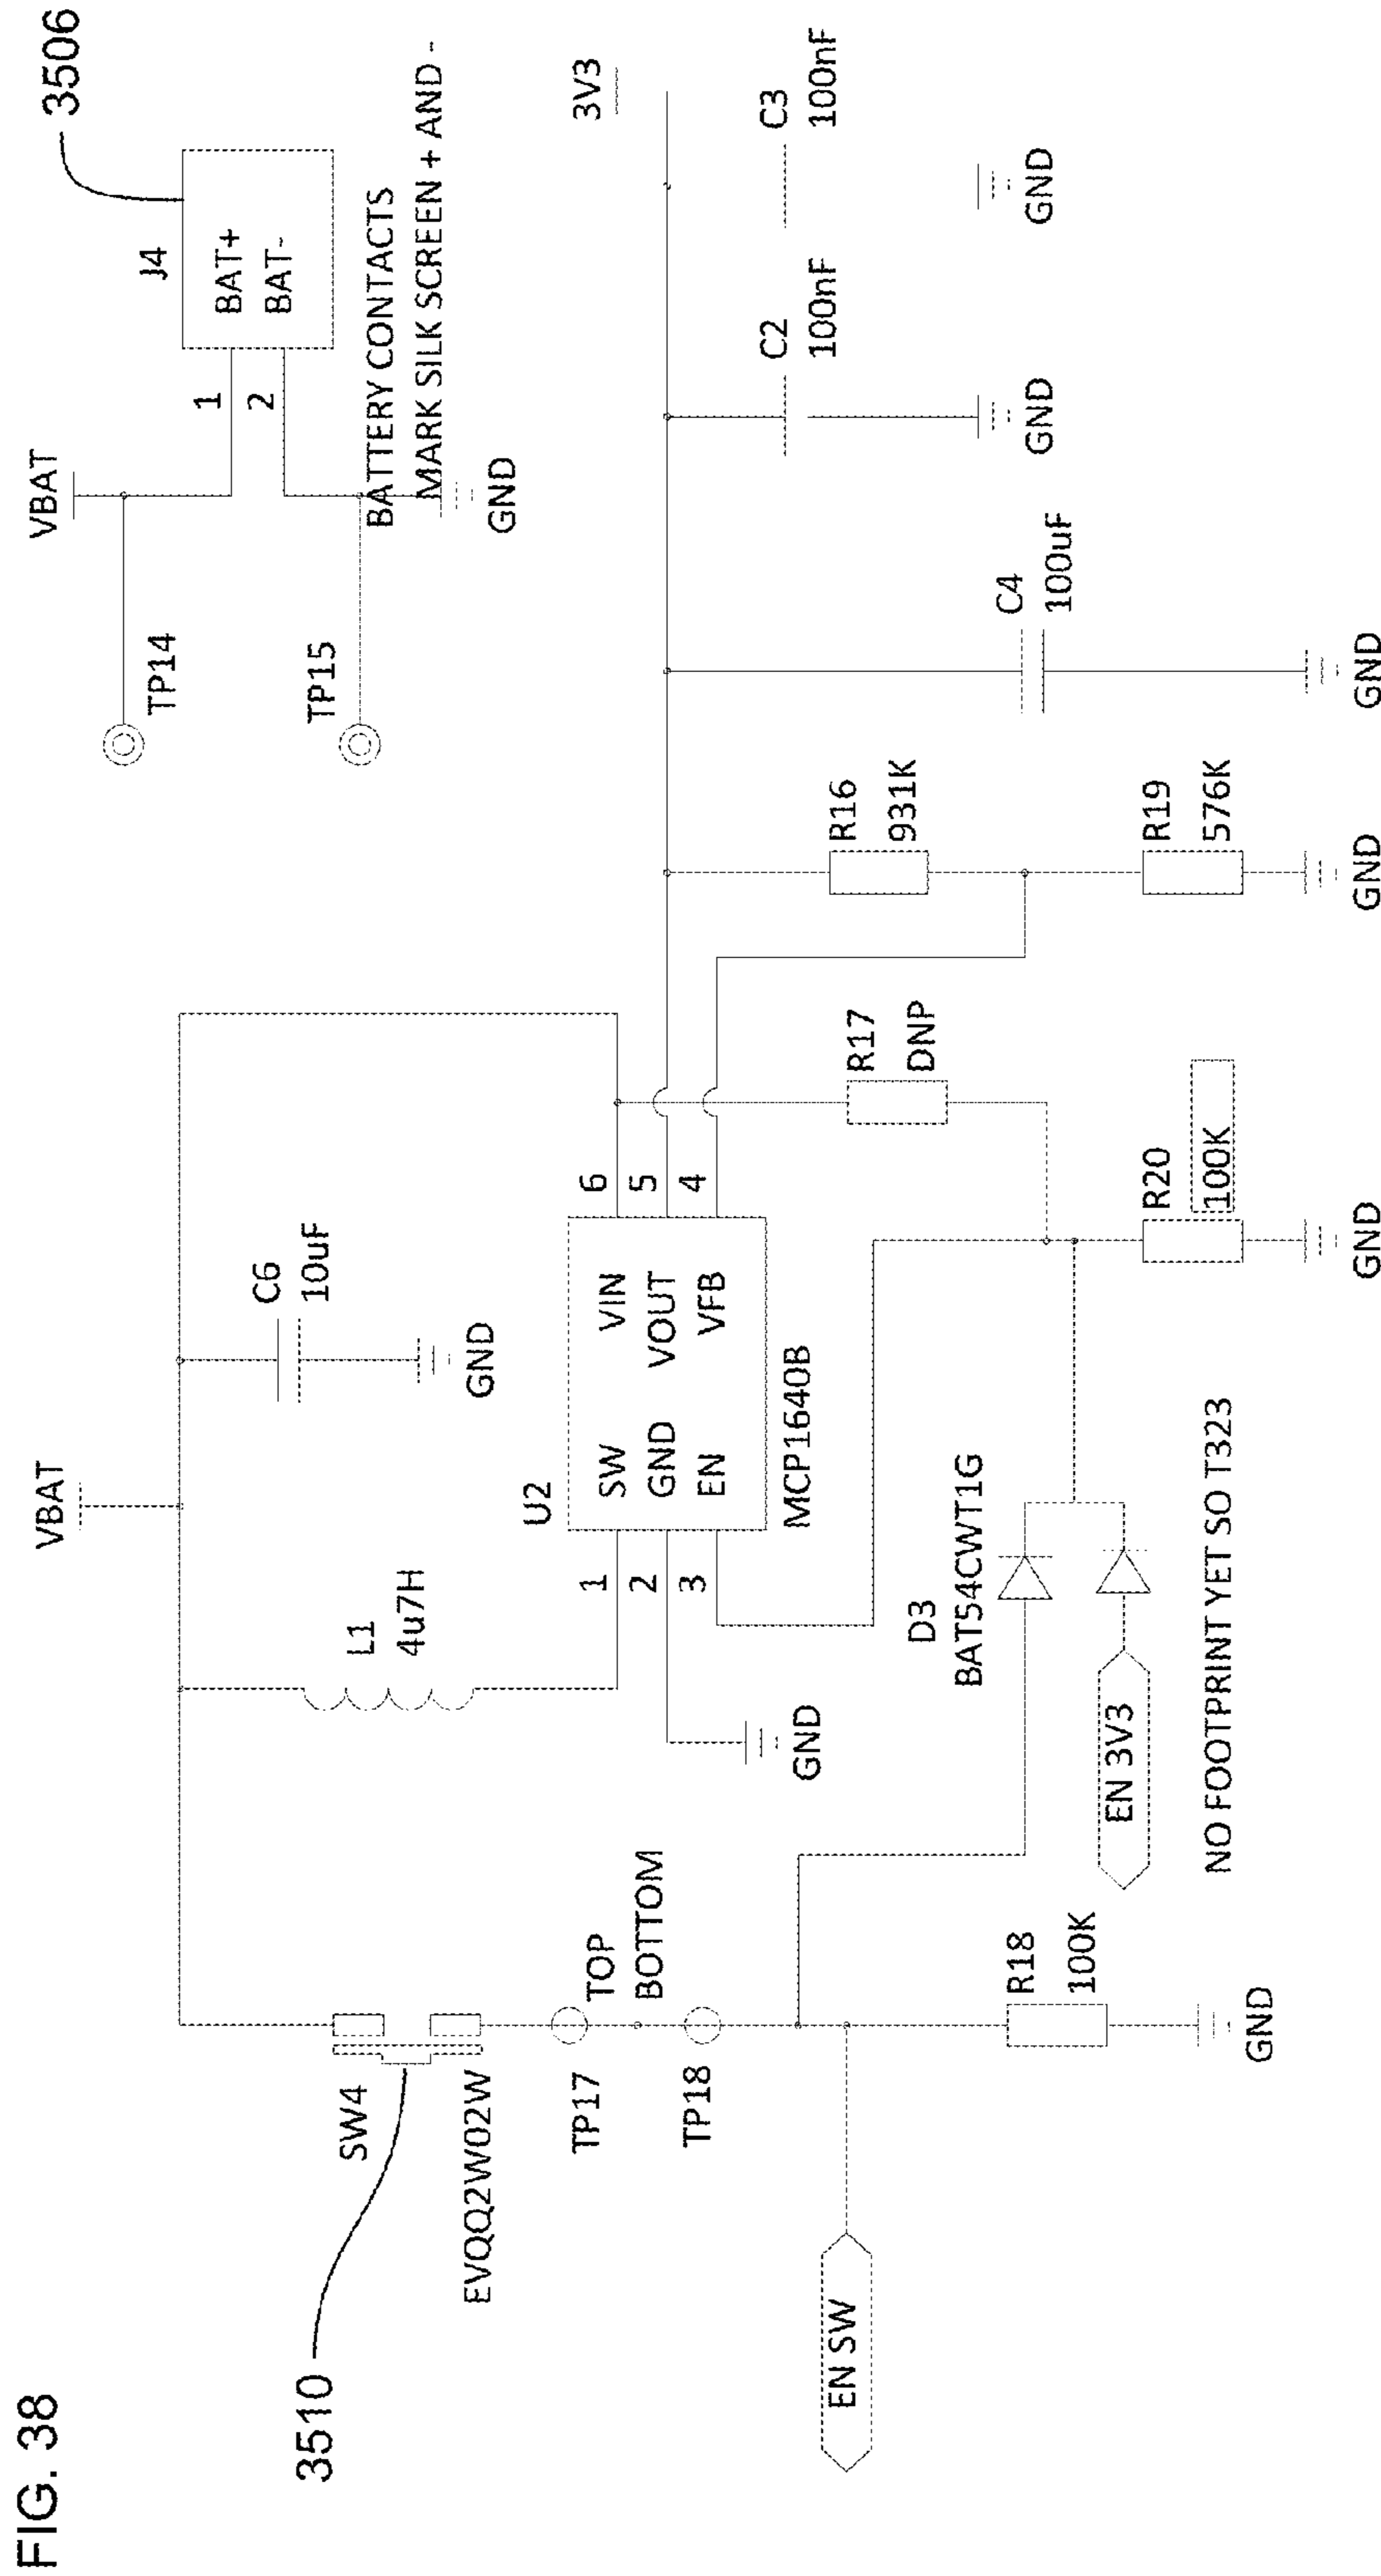 FIG. 38
3510
SW4
EVQQ2W02W
TP17
TOP
BOTTOM
TP18
EN SW
R18
100K
GND
VBAT
L1
4u7H
C6
10uF
GND
U2
1
2
3
SW
GND
EN
VIN
VOUT
VFB
6
5
4
MCP1640B
GND
D3
BAT54CWT1G
EN 3V3
NO FOOTPRINT YET SO T323
R17
DNP
R20
100K
GND
R16
931K
R19
576K
GND
C4
100uF
GND
C2
100nF
GND
C3
100nF
GND
3V3
VBAT
TP14
TP15
1
2
J4
BAT+
BAT-
3506
BATTERY CONTACTS
MARK SILK SCREEN + AND -
GND